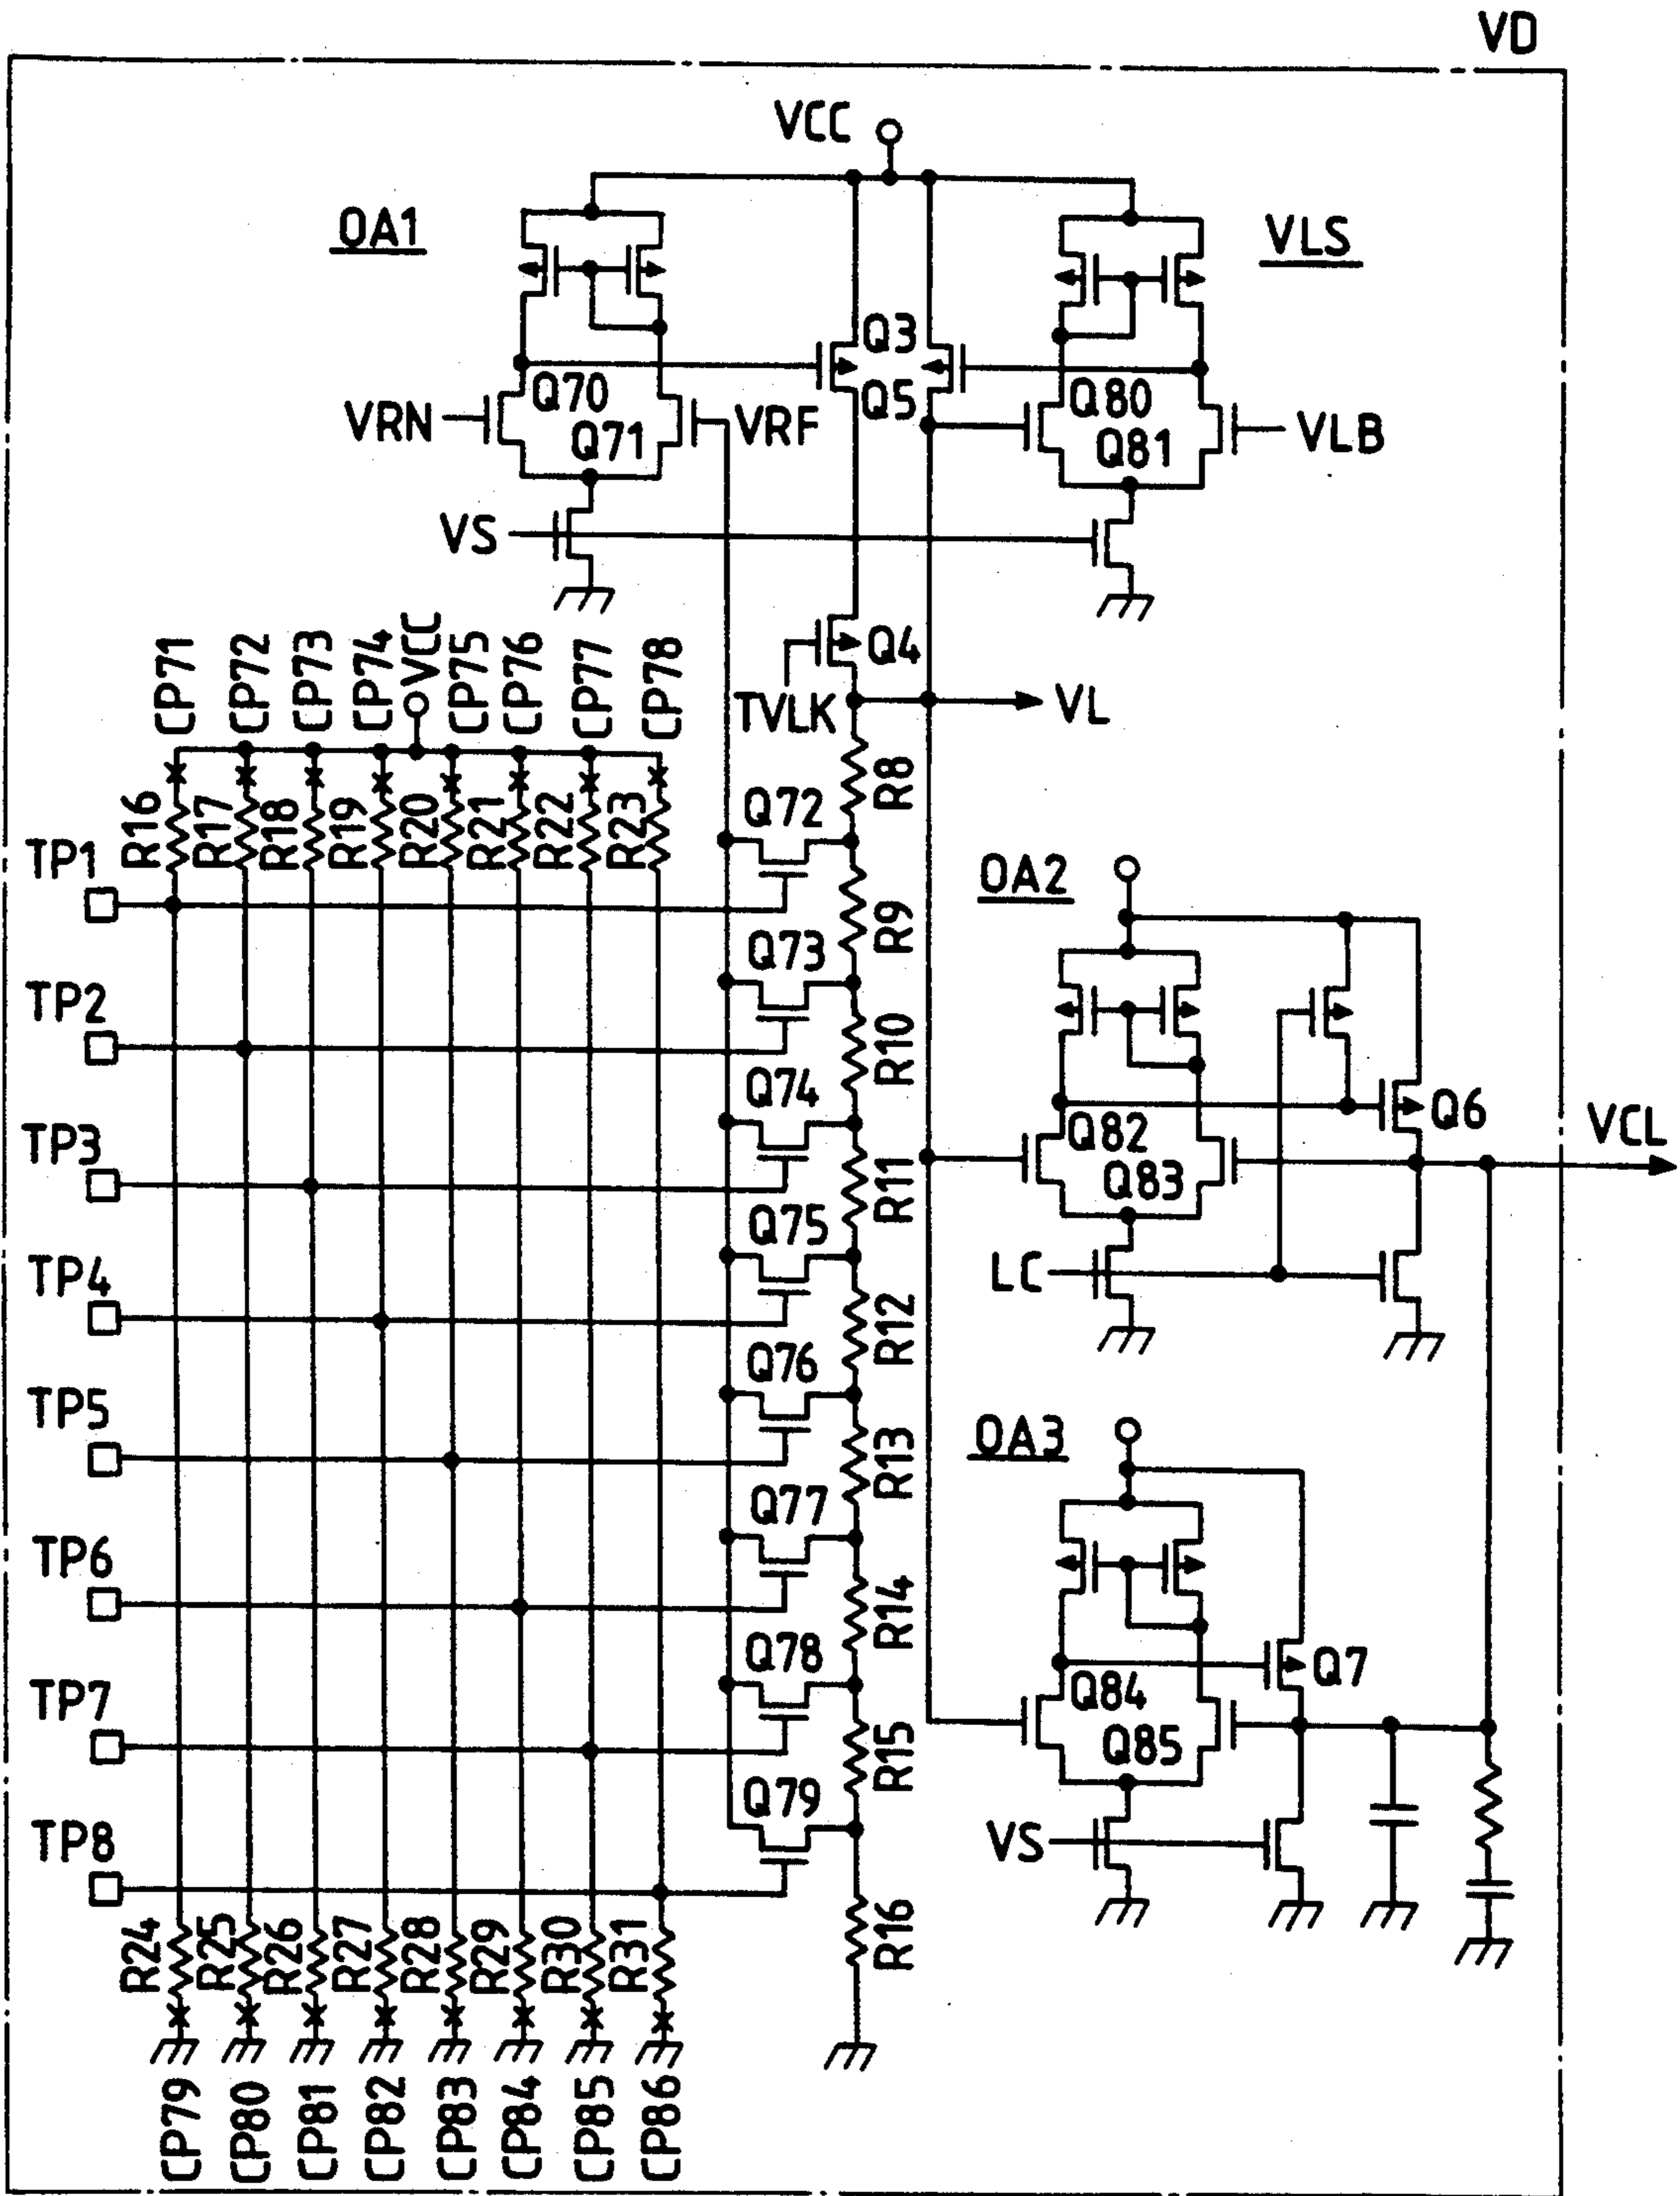 VD
VCC
OA1
VLS
Q3
Q5
Q70
Q71
VRN
VRF
Q80
Q81
VLB
VS
Q4
TVLK
VL
CP71
CP72
CP73
CP74
VCC
CP75
CP76
CP77
CP78
R16
R17
R18
R19
R20
R21
R22
R23
R8
Q72
TP1
R9
OA2
Q73
TP2
R10
Q74
Q6
VCL
TP3
R11
Q82
Q83
Q75
TP4
LC
R12
Q76
TP5
R13
OA3
Q77
TP6
R14
Q78
Q7
TP7
R15
Q84
Q85
Q79
TP8
VS
R16
R24
R25
R26
R27
R28
R29
R30
R31
CP79
CP80
CP81
CP82
CP83
CP84
CP85
CP86